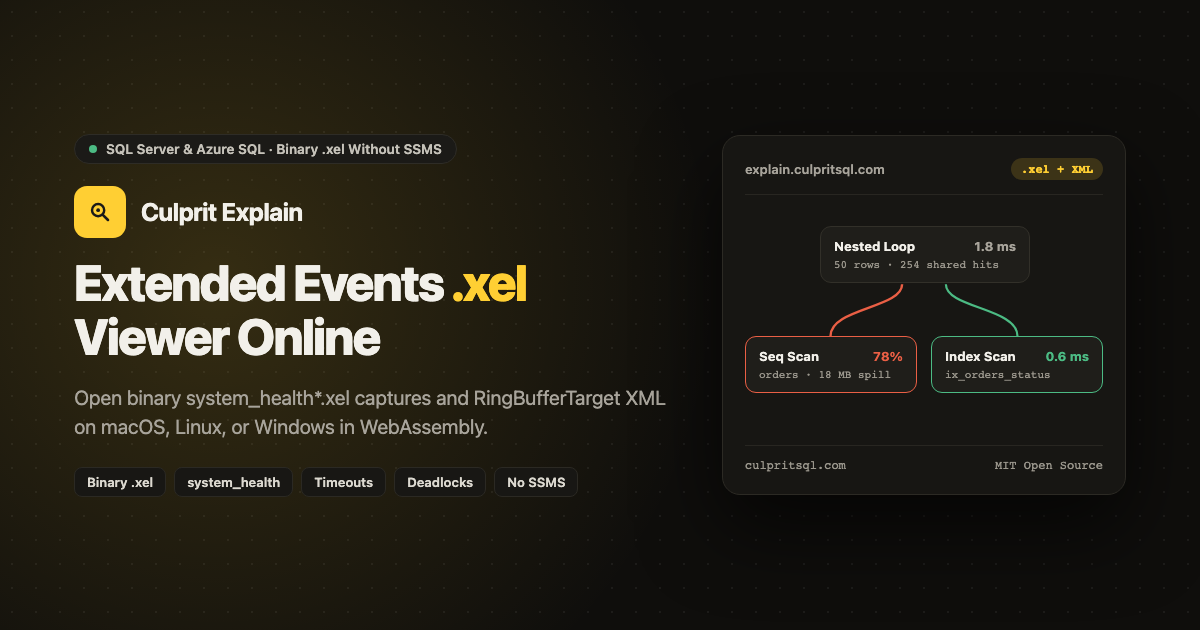 SQL Server & Azure SQL · Binary .xel Without SSMS
Culprit Explain
Extended Events .xel
Viewer Online
Open binary system_health*.xel captures and RingBufferTarget XML
on macOS, Linux, or Windows in WebAssembly.
Binary .xel
system_health
Timeouts
Deadlocks
No SSMS
explain.culpritsql.com
.xel + XML
Nested Loop
1.8 ms
50 rows · 254 shared hits
Seq Scan
78%
orders · 18 MB spill
Index Scan
0.6 ms
ix_orders_status
culpritsql.com
MIT Open Source